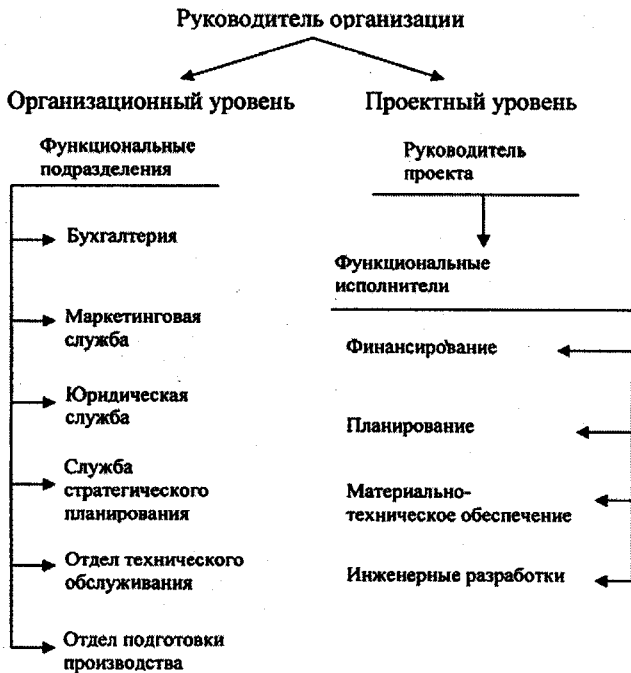 Руководитель организации
Организационный уровень
Функциональные
подразделения
Бухгалтерия
Маркетинговая
служба
Юридическая
служба
Служба
стратегического
планирования
Отдел технического
обслуживания
Отдел подготовки
производства
Проектный уровень
Руководитель
проекта
Функциональные
исполнители
Финансирование
Планирование
Материально-
техническое обеспечение
Инженерные разработки